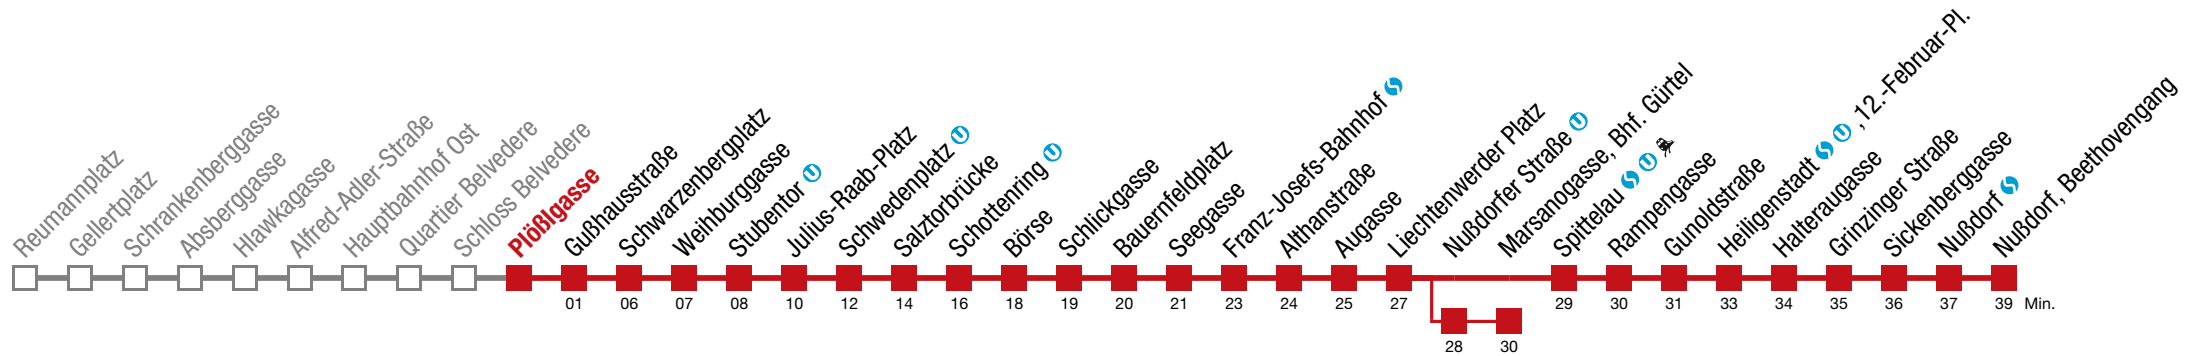 Reumannplatz
Gellertplatz
Schrankenberggasse
Absberggasse
Hlawkagasse
Alfred-Adler-Straße
Hauptbahnhof Ost
Quartier Belvedere
Schloss Belvedere
Plößlgasse
Gußhausstraße
Schwarzenbergplatz
Weihburggasse
Stubentor U
Julius-Raab-Platz
Schwedenplatz U
Salztorbrücke
Schottenring U
Börse
Schlickgasse
Bauernfeldplatz
Seegasse
Franz-Josefs-Bahnhof S
Althanstraße
Augasse
Liechtenwerder Platz
Nußdorfer Straße U
Marsanogasse, Bhf. Gürtel
Spittelau S U
Rampengasse
Gunoldstraße
Heiligenstadt S U , 12.-Februar-Pl.
Halteraugasse
Grinzinger Straße
Sickenberggasse
Nußdorf S
Nußdorf, Beethovengang
01 06 07 08 10 12 14 16 18 19 20 21 23 24 25 27 29 30 31 33 34 35 36 37 39 Min.
28 30